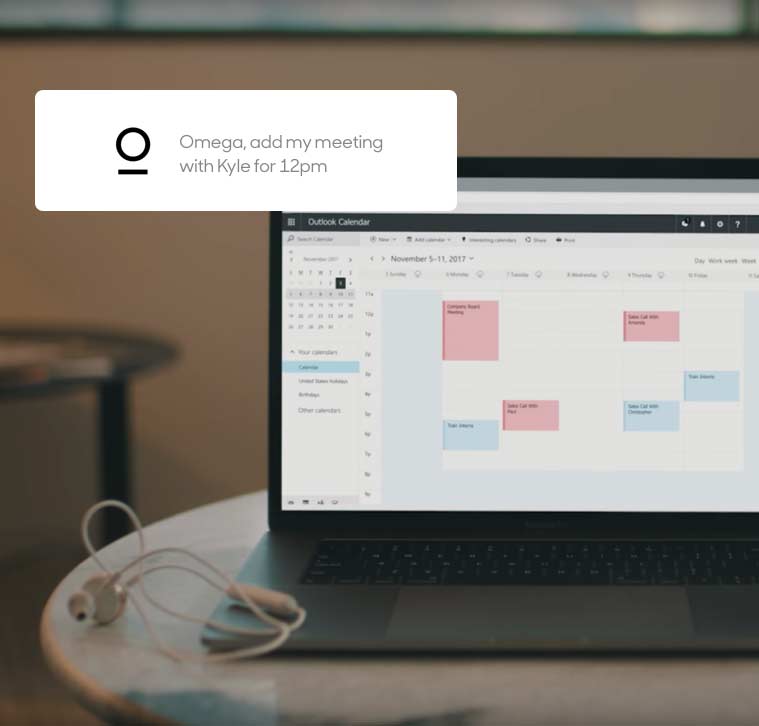 Omega, add my meeting
with Kyle for 12pm
Outlook Calendar
?
Search Calendar
New
Add calendar
Interesting calendars
Share
Print
November 2017
November 5–11, 2017
Day Work week Week
S M T W T F S
5 Sunday
6 Monday
7 Tuesday
8 Wednesday
9 Thursday
10 Friday
11a
12p
1p
2p
3p
4p
5p
6p
7p
8p
9p
Company Board
Meeting
Sales Call With
Amanda
Train Interns
Sales Call With
Paul
Sales Call With
Christopher
Train Interns
Your calendars
Calendar
United States Holidays
Birthdays
Other calendars